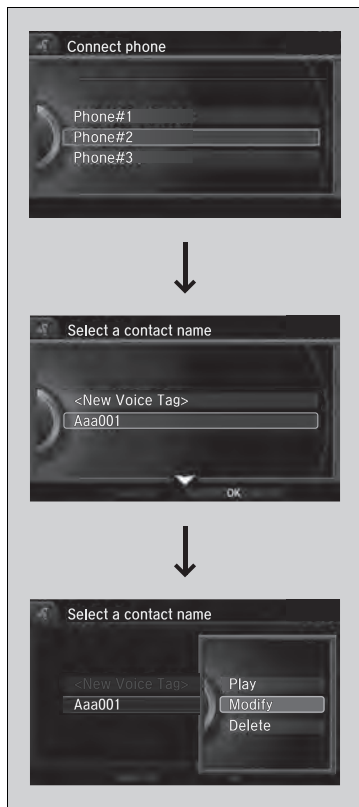 Connect phone
Phone#1
Phone#2
Phone#3
Select a contact name
<New Voice Tag>
Aaa001
OK
Select a contact name
<New Voice Tag>
Aaa001
Play
Modify
Delete